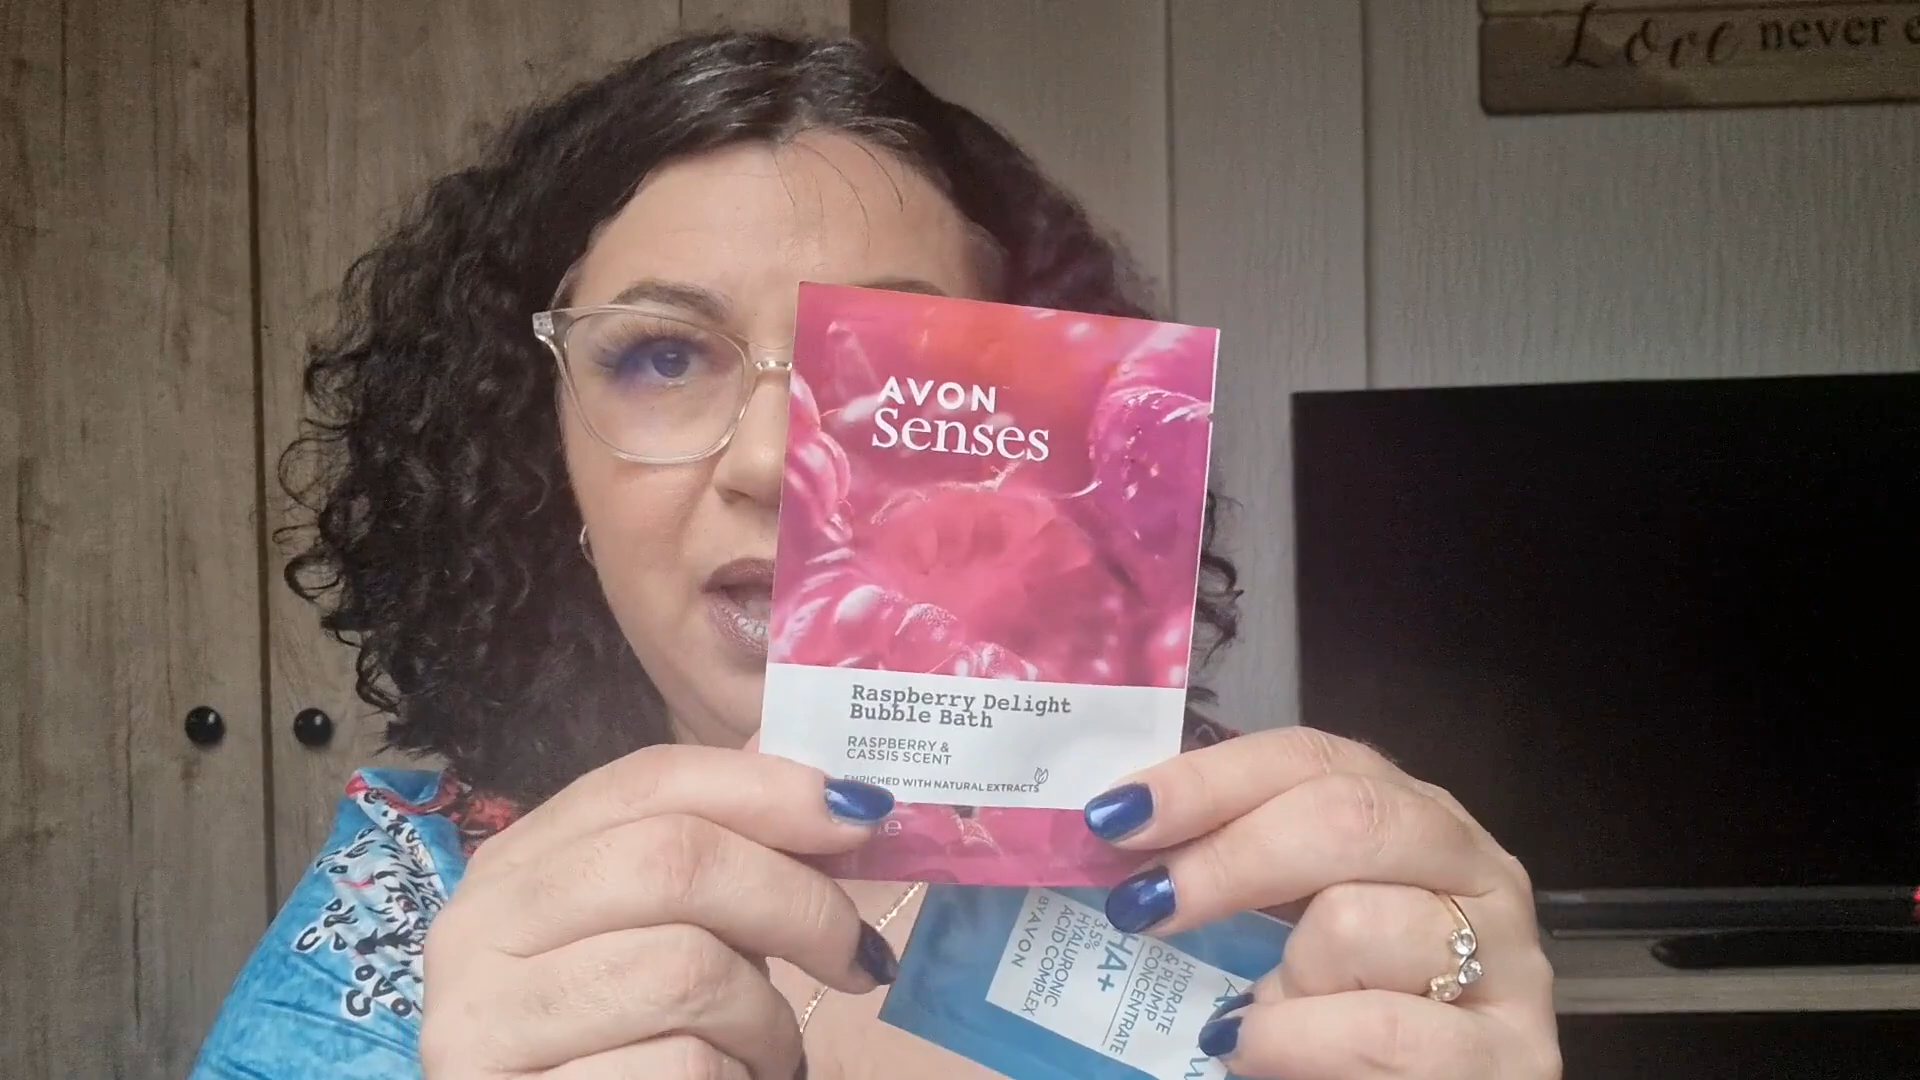 Love never
AVON
Senses
Raspberry Delight
Bubble Bath
RASPBERRY &
CASSIS SCENT
ENRICHED WITH NATURAL EXTRACTS
HYDRATE
& PLUMP
CONCENTRATE
HA+
3.5%
HYALURONIC
ACID COMPLEX
BY AVON